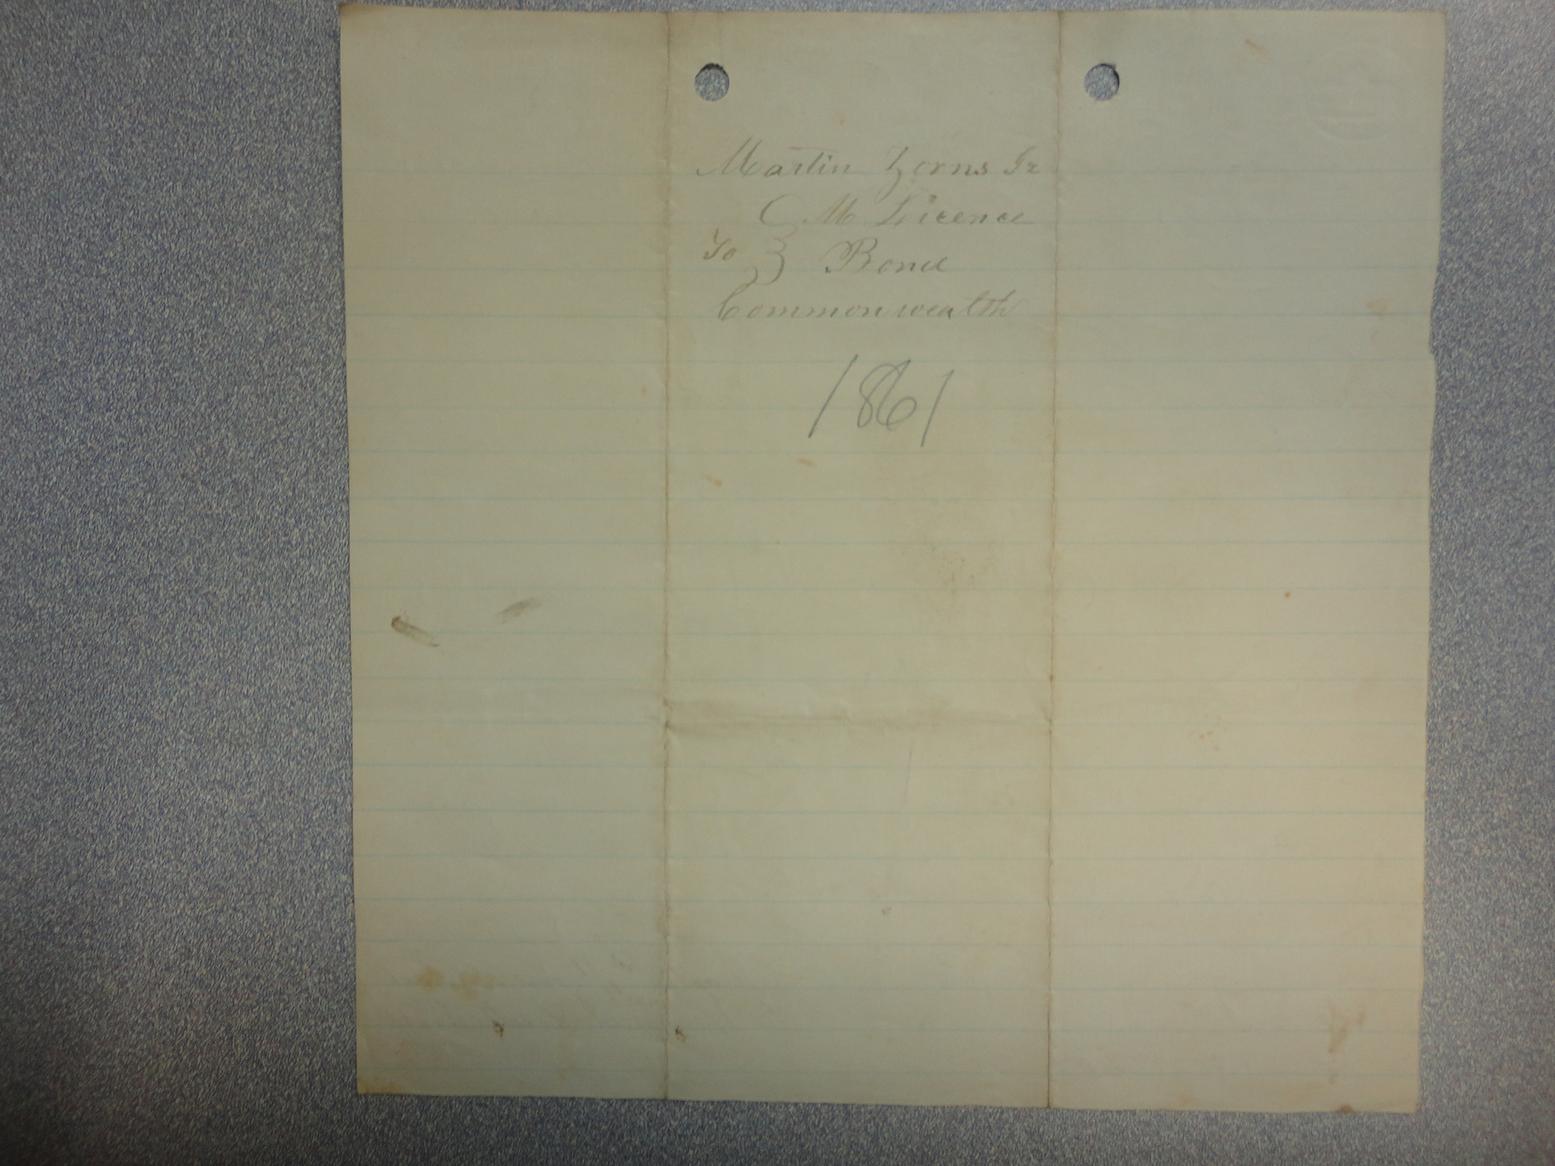 Martin Zorns Jr
M Licence
To } Bond
Commonwealth
1861